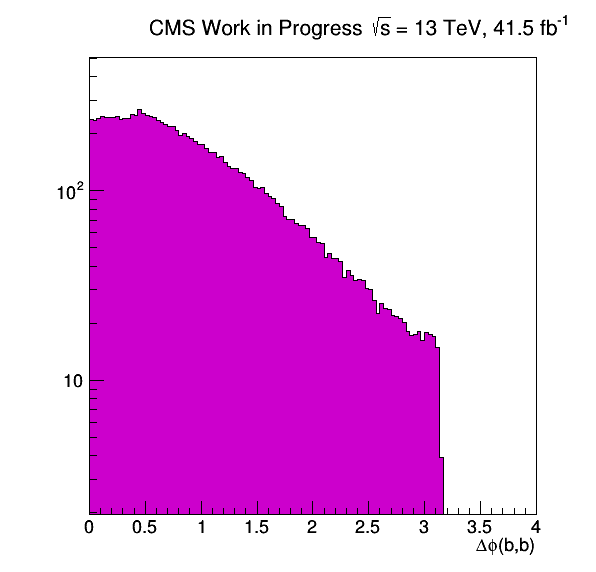 CMS Work in Progress √s = 13 TeV, 41.5 fb⁻¹
10²
10
0 0.5 1 1.5 2 2.5 3 3.5 4
Δϕ(b,b)